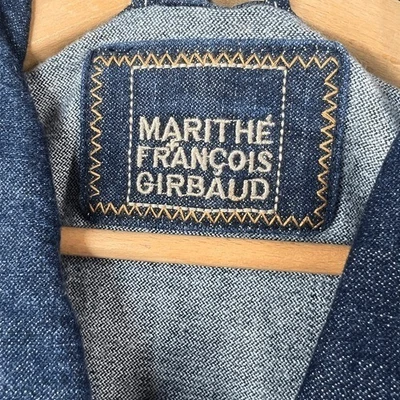 MARITHÉ
+
FRANÇOIS
GIRBAUD